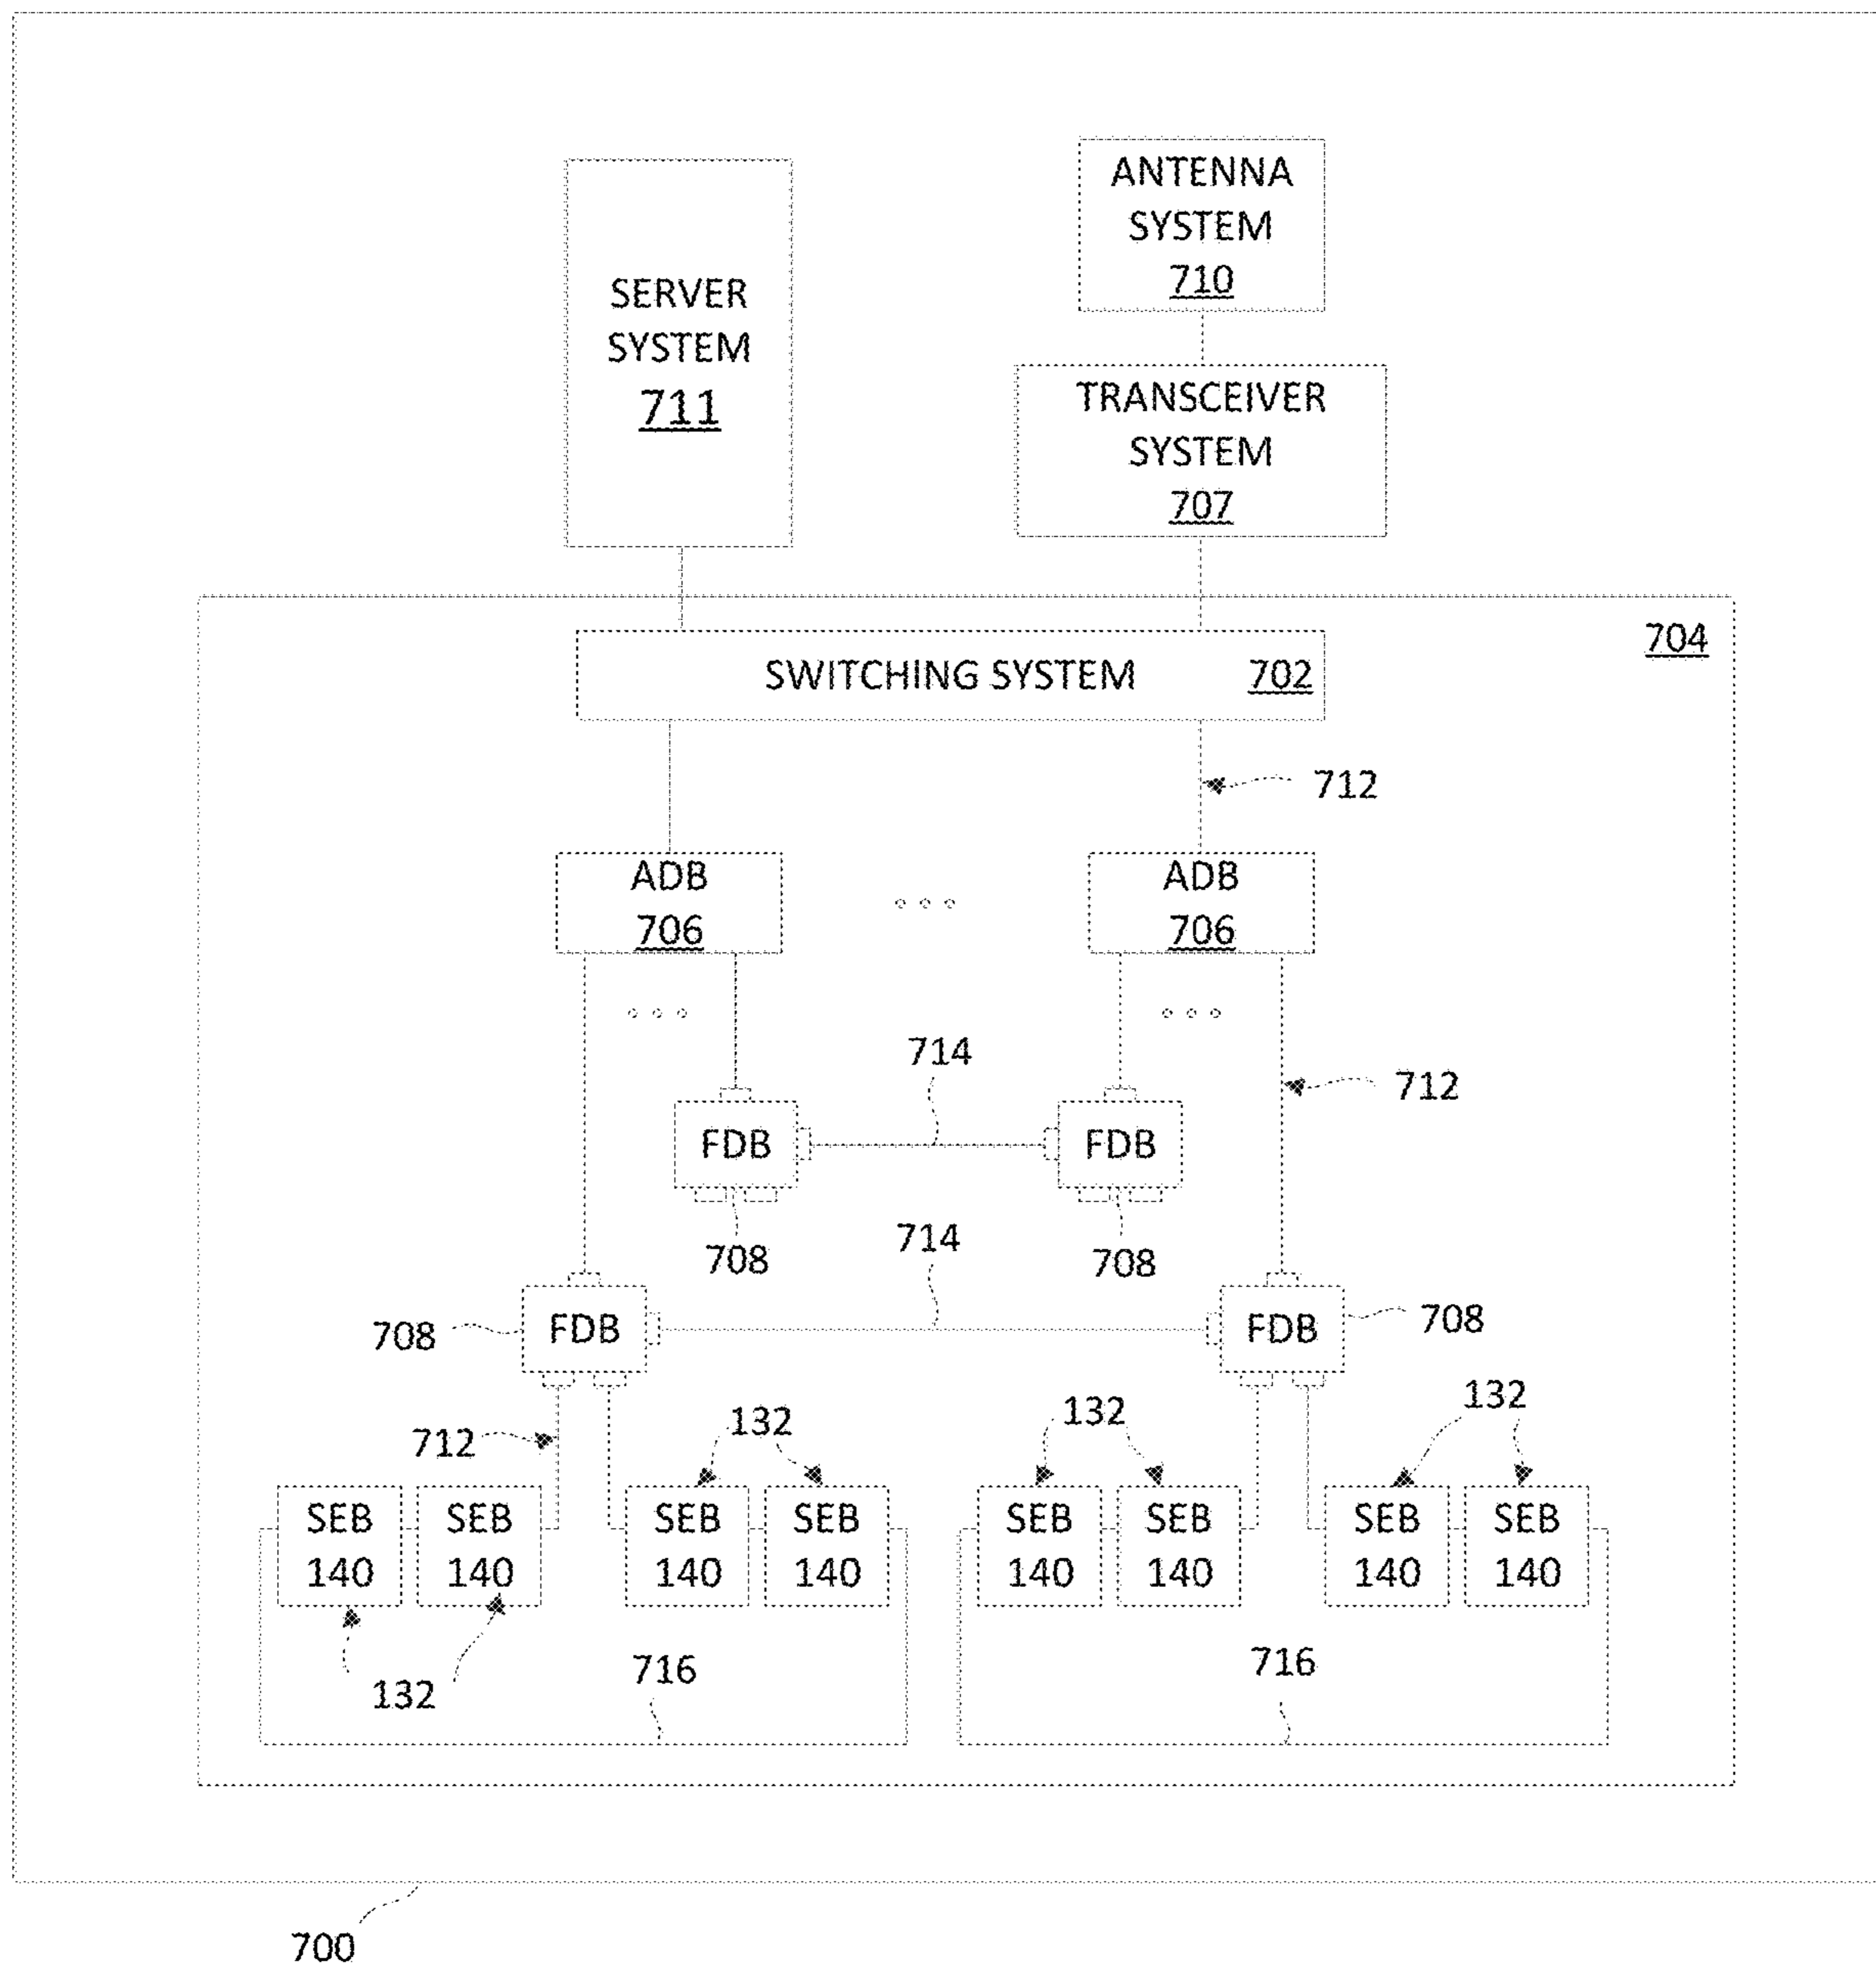 ANTENNA
SYSTEM
710
SERVER
SYSTEM
711
TRANSCEIVER
SYSTEM
707
704
SWITCHING SYSTEM 702
712
ADB
706
ADB
706
714
712
FDB
FDB
708
714
708
708
FDB
FDB
708
712
132
132
132
SEB
140
SEB
140
SEB
140
SEB
140
SEB
140
SEB
140
SEB
140
SEB
140
132
716
716
700